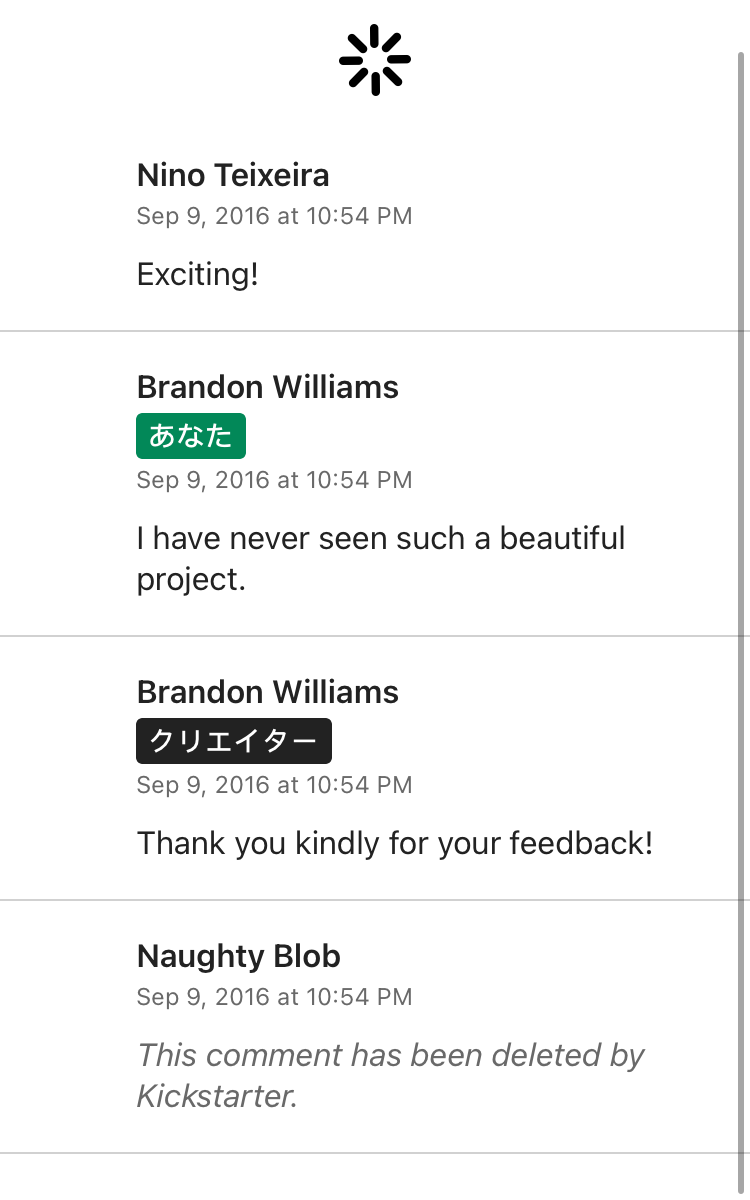 Nino Teixeira
Sep 9, 2016 at 10:54 PM
Exciting!
Brandon Williams
あなた
Sep 9, 2016 at 10:54 PM
I have never seen such a beautiful
project.
Brandon Williams
クリエイター
Sep 9, 2016 at 10:54 PM
Thank you kindly for your feedback!
Naughty Blob
Sep 9, 2016 at 10:54 PM
This comment has been deleted by
Kickstarter.